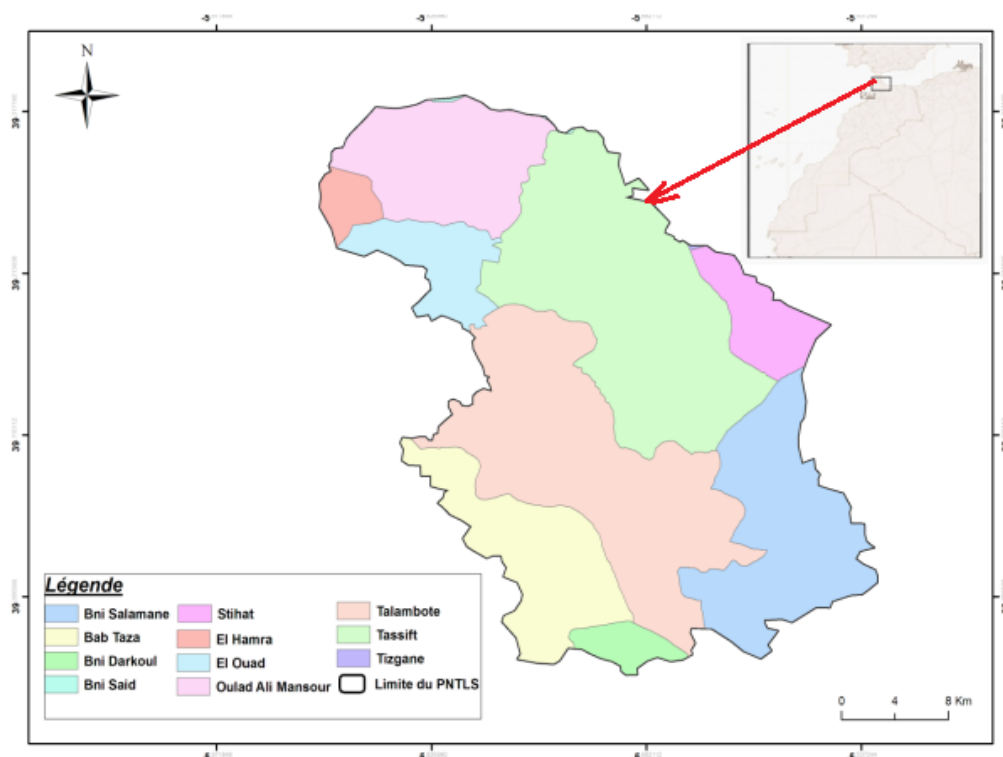 N
Légende
Bni Salamane
Bab Taza
Bni Darkoul
Bni Said
Stihat
El Hamra
El Ouad
Oulad Ali Mansour
Talambote
Tassift
Tizgane
Limite du PNTLS
0 4 8 Km